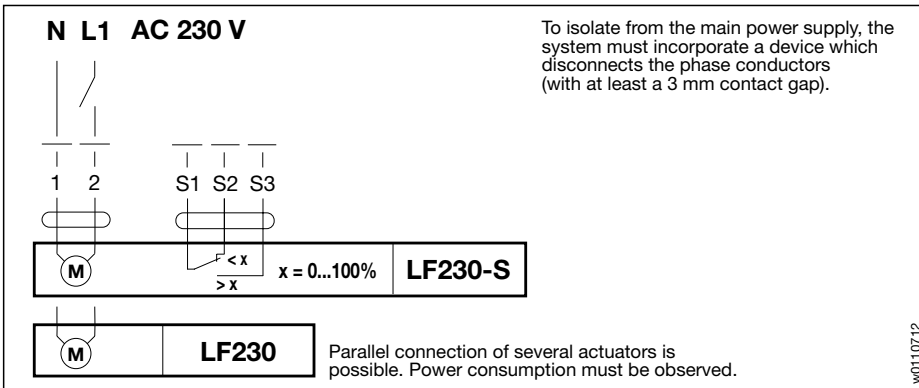 N L1 AC 230 V
To isolate from the main power supply, the
system must incorporate a device which
disconnects the phase conductors
(with at least a 3 mm contact gap).
1 2 S1 S2 S3
M < x > x x = 0...100% LF230-S
M LF230
Parallel connection of several actuators is
possible. Power consumption must be observed.
w0110712